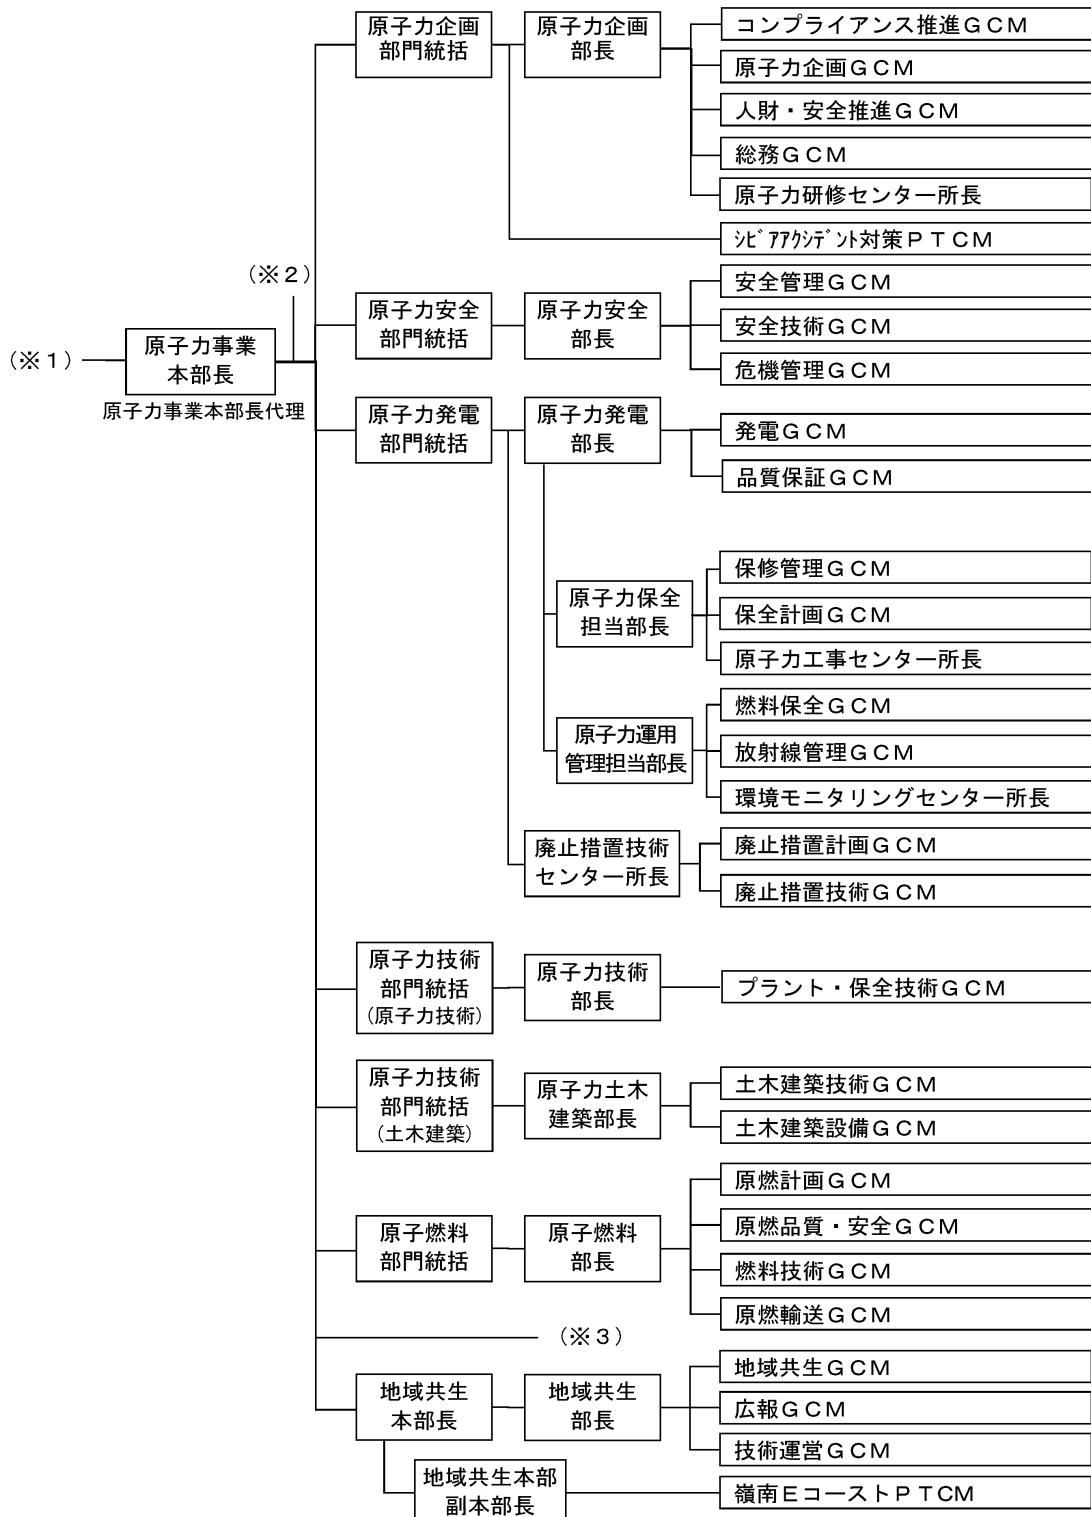 原子力企画
部門統括
原子力企画
部長
コンプライアンス推進ＧＣＭ
原子力企画ＧＣＭ
人財・安全推進ＧＣＭ
総務ＧＣＭ
原子力研修センター所長
ｼﾋﾞｱｱｸｼﾃﾞﾝﾄ対策ＰＴＣＭ
（※２）
（※１）
原子力事業
本部長
原子力事業本部長代理
原子力安全
部門統括
原子力安全
部長
安全管理ＧＣＭ
安全技術ＧＣＭ
危機管理ＧＣＭ
原子力発電
部門統括
原子力発電
部長
発電ＧＣＭ
品質保証ＧＣＭ
原子力保全
担当部長
保修管理ＧＣＭ
保全計画ＧＣＭ
原子力工事センター所長
原子力運用
管理担当部長
燃料保全ＧＣＭ
放射線管理ＧＣＭ
環境モニタリングセンター所長
廃止措置技術
センター所長
廃止措置計画ＧＣＭ
廃止措置技術ＧＣＭ
原子力技術
部門統括
（原子力技術）
原子力技術
部長
プラント・保全技術ＧＣＭ
原子力技術
部門統括
（土木建築）
原子力土木
建築部長
土木建築技術ＧＣＭ
土木建築設備ＧＣＭ
原子燃料
部門統括
原子燃料
部長
原燃計画ＧＣＭ
原燃品質・安全ＧＣＭ
燃料技術ＧＣＭ
原燃輸送ＧＣＭ
（※３）
地域共生
本部長
地域共生
部長
地域共生ＧＣＭ
広報ＧＣＭ
技術運営ＧＣＭ
地域共生本部
副本部長
嶺南ＥコーストＰＴＣＭ